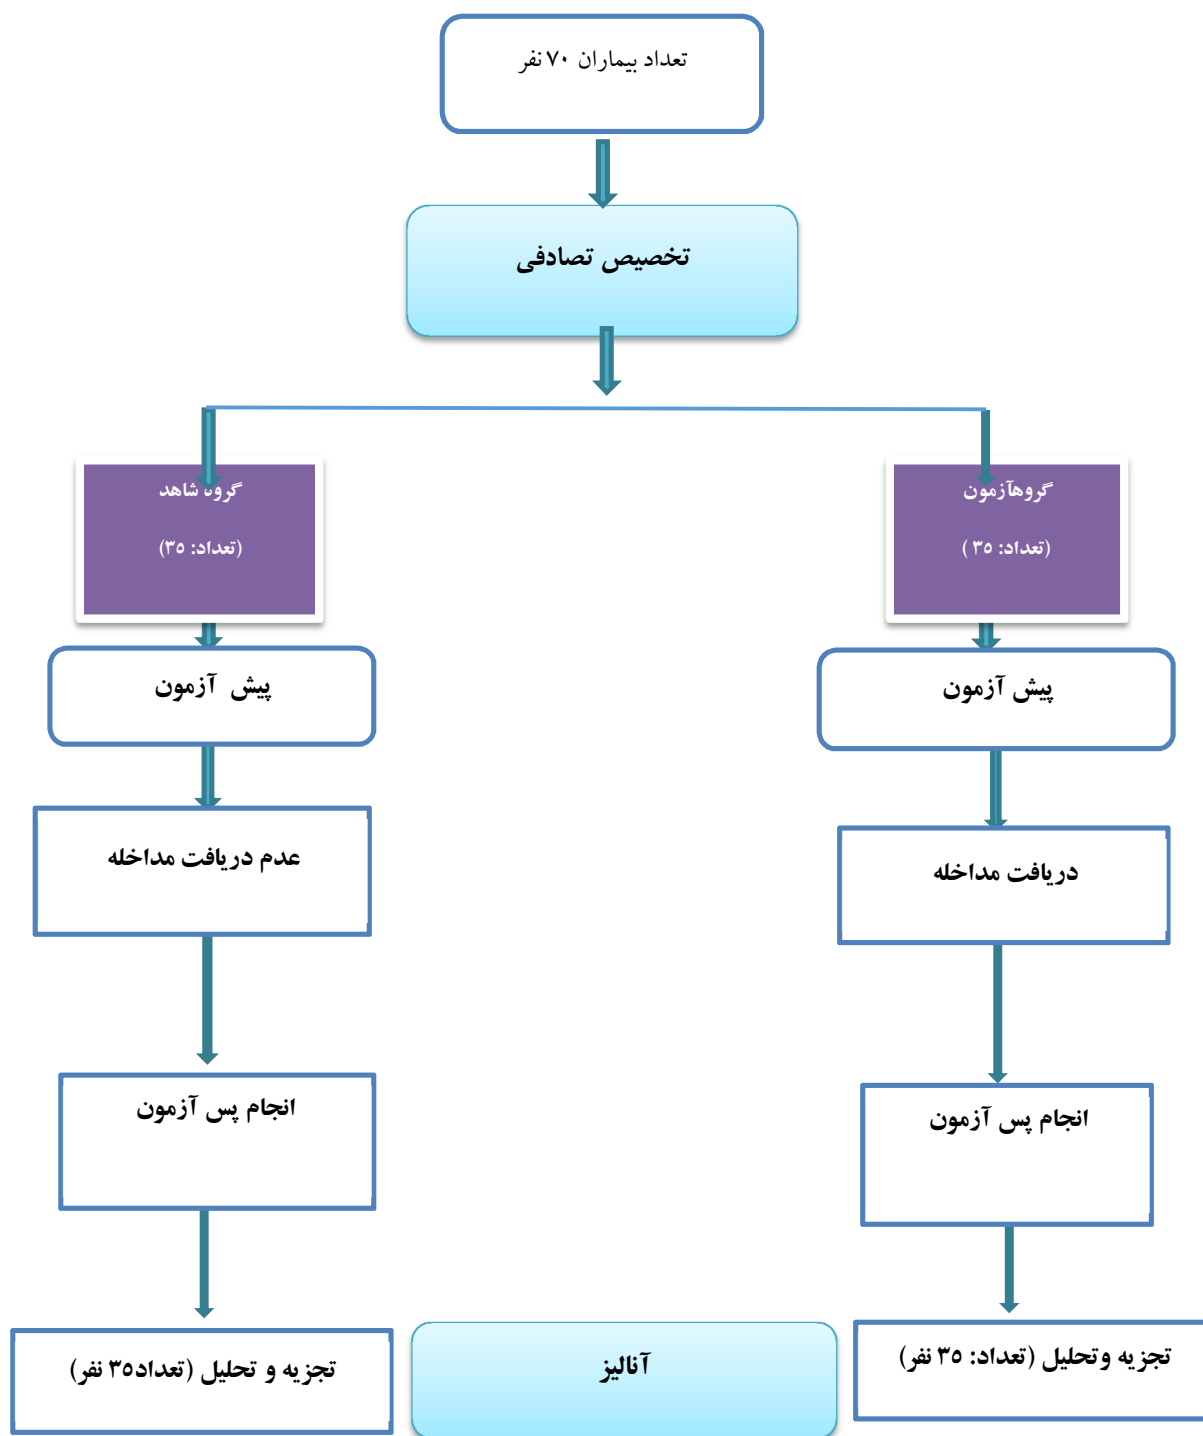 تعداد بیماران ۷۰ نفر
تخصیص تصادفی
گروهآزمون
(تعداد: ۳۵ )
گروه شاهد
(تعداد: ۳۵)
پیش آزمون
پیش آزمون
دریافت مداخله
عدم دریافت مداخله
انجام پس آزمون
انجام پس آزمون
تجزیه وتحلیل (تعداد: ۳۵ نفر)
آنالیز
تجزیه و تحلیل (تعداد۳۵ نفر)